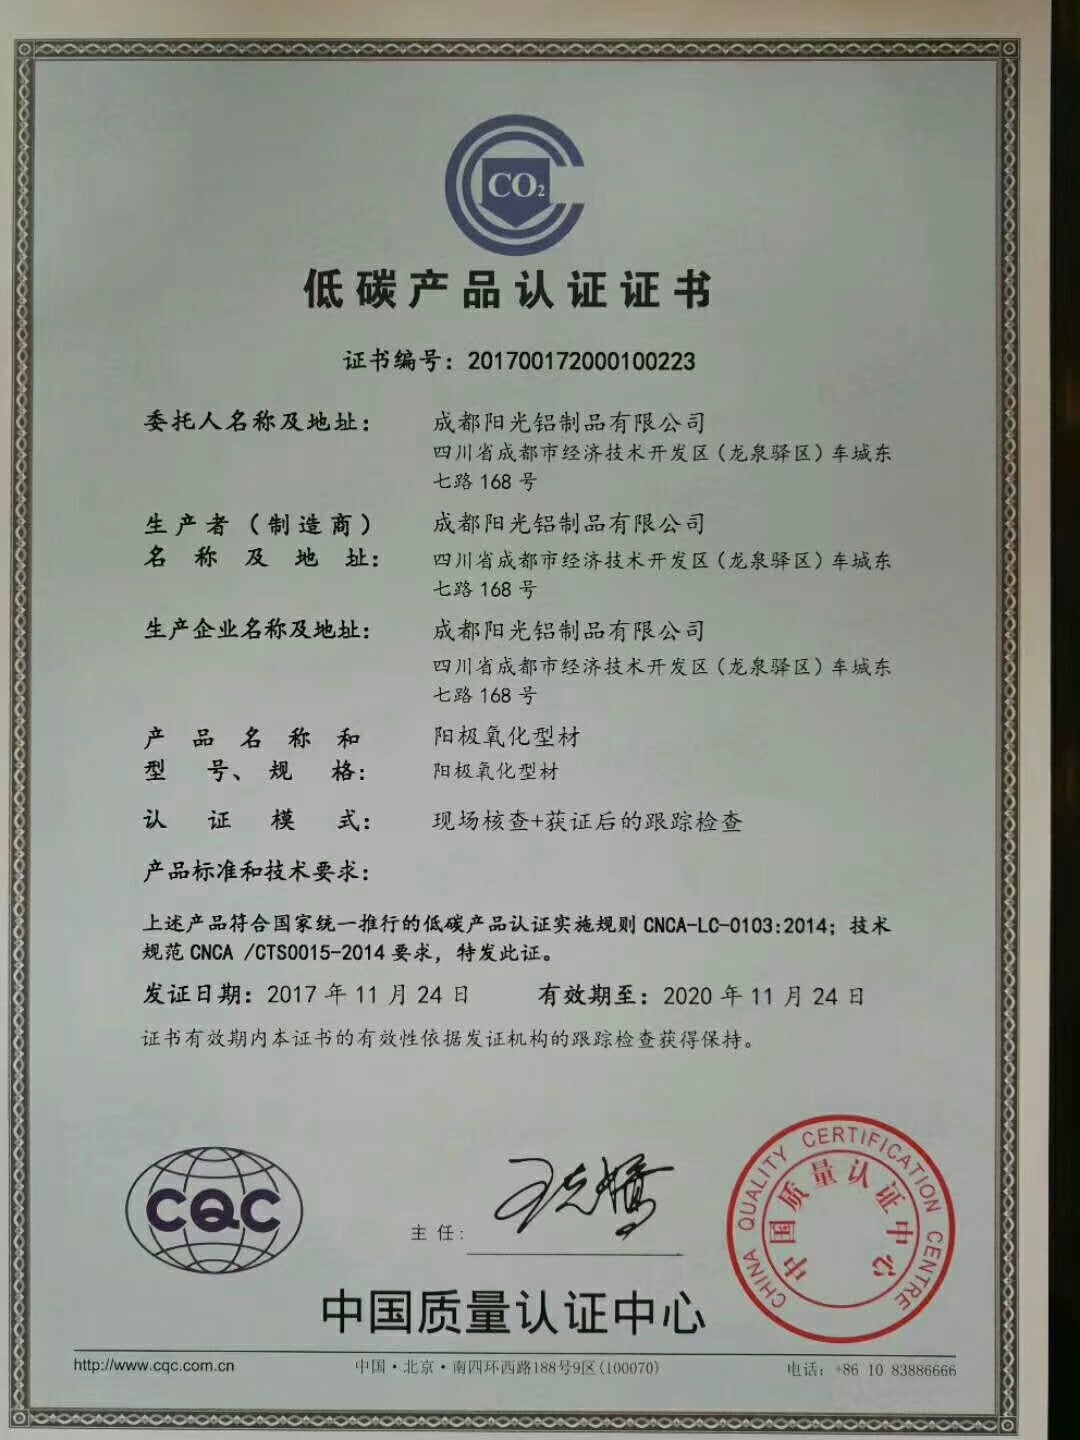 CO₂
低碳产品认证证书
证书编号：201700172000100223
委托人名称及地址： 成都阳光铝制品有限公司
四川省成都市经济技术开发区（龙泉驿区）车城东
七路168号
生产者（制造商） 成都阳光铝制品有限公司
名称及地址： 四川省成都市经济技术开发区（龙泉驿区）车城东
七路168号
生产企业名称及地址： 成都阳光铝制品有限公司
四川省成都市经济技术开发区（龙泉驿区）车城东
七路168号
产品名称和 阳极氧化型材
型号、规格： 阳极氧化型材
认证模式： 现场核查+获证后的跟踪检查
产品标准和技术要求：
上述产品符合国家统一推行的低碳产品认证实施规则 CNCA-LC-0103:2014；技术
规范 CNCA /CTS0015-2014 要求，特发此证。
发证日期：2017年11月24日 有效期至：2020年11月24日
证书有效期内本证书的有效性依据发证机构的跟踪检查获得保持。
CQC
主任：
CHINA QUALITY CERTIFICATION CENTRE
中国质量认证中心
中国质量认证中心
http://www.cqc.com.cn 中国·北京·南四环西路188号9区(100070) 电话：+86 10 83886666